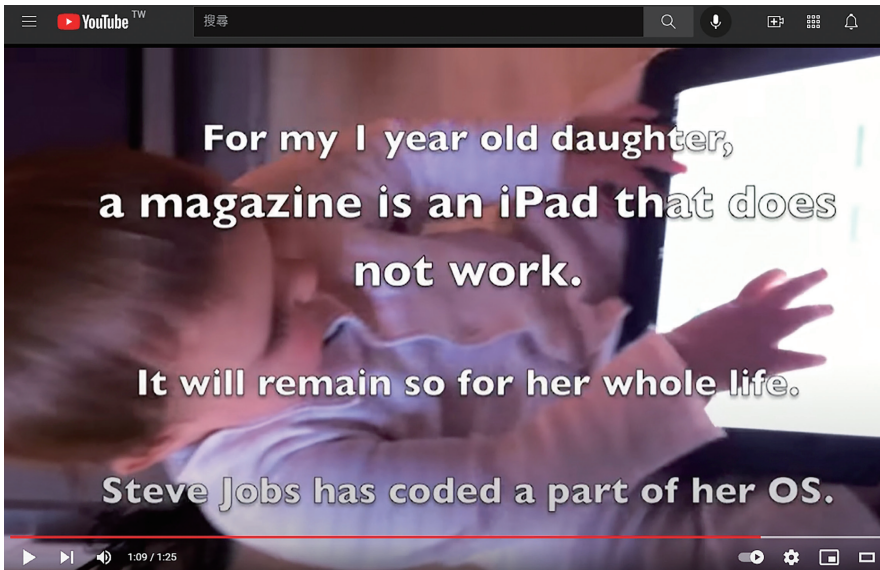 YouTube TW
搜尋
For my 1 year old daughter,
a magazine is an iPad that does
not work.
It will remain so for her whole life.
Steve Jobs has coded a part of her OS.
1:09 / 1:25